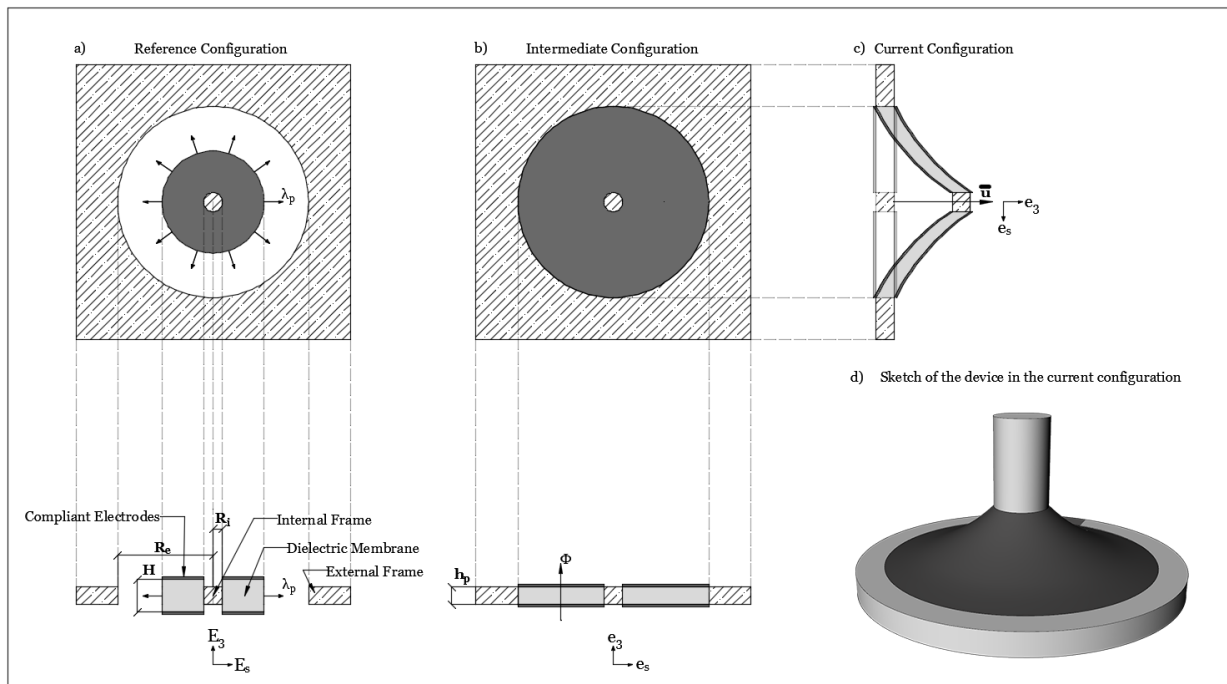 a) Reference Configuration
b) Intermediate Configuration
c) Current Configuration
λp
ū
e3
es
d) Sketch of the device in the current configuration
Compliant Electrodes
Ri
Internal Frame
Re
Dielectric Membrane
H
λp
External Frame
E3
Es
Φ
hp
e3
es